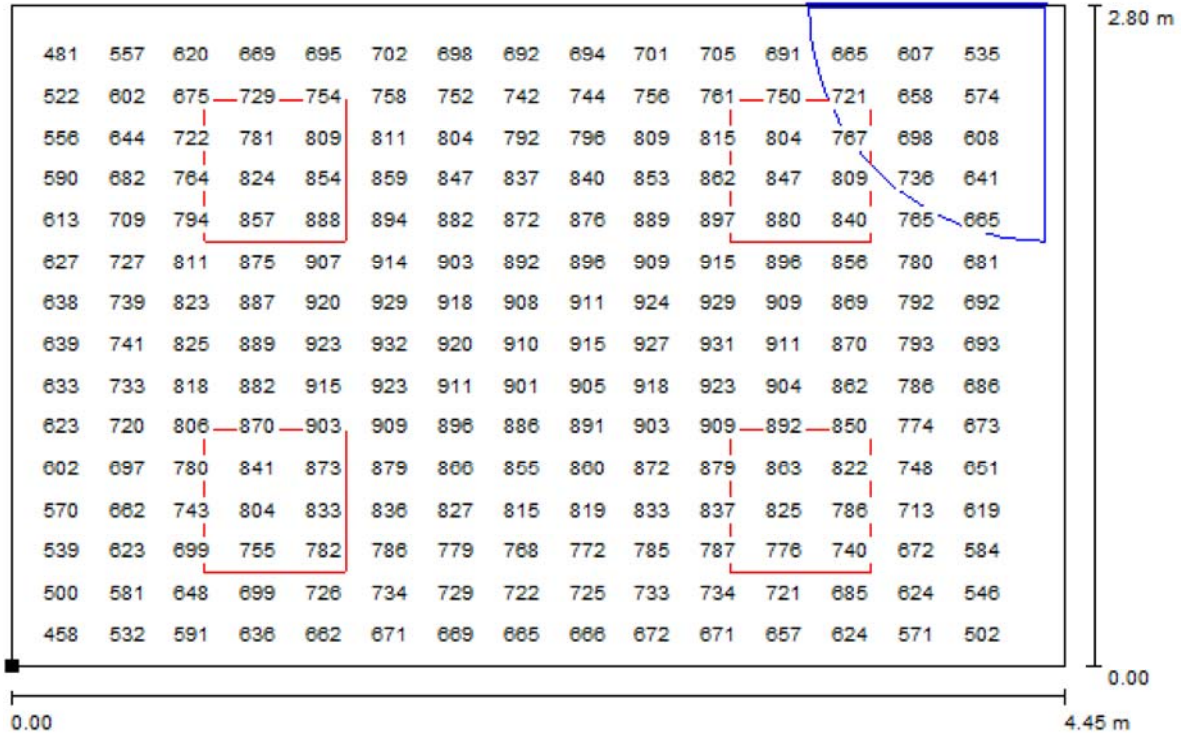 2.80 m
481 557 620 669 695 702 698 692 694 701 705 691 665 607 535
522 602 675 729 754 758 752 742 744 756 761 750 721 658 574
556 644 722 781 809 811 804 792 796 809 815 804 767 698 608
590 682 764 824 854 859 847 837 840 853 862 847 809 736 641
613 709 794 857 888 894 882 872 876 889 897 880 840 765 665
627 727 811 875 907 914 903 892 896 909 915 896 856 780 681
638 739 823 887 920 929 918 908 911 924 929 909 869 792 692
639 741 825 889 923 932 920 910 915 927 931 911 870 793 693
633 733 818 882 915 923 911 901 905 918 923 904 862 786 686
623 720 806 870 903 909 896 886 891 903 909 892 850 774 673
602 697 780 841 873 879 866 855 860 872 879 863 822 748 651
570 662 743 804 833 836 827 815 819 833 837 825 786 713 619
539 623 699 755 782 786 779 768 772 785 787 776 740 672 584
500 581 648 699 726 734 729 722 725 733 734 721 685 624 546
458 532 591 636 662 671 669 665 666 672 671 657 624 571 502
0.00
0.00 4.45 m